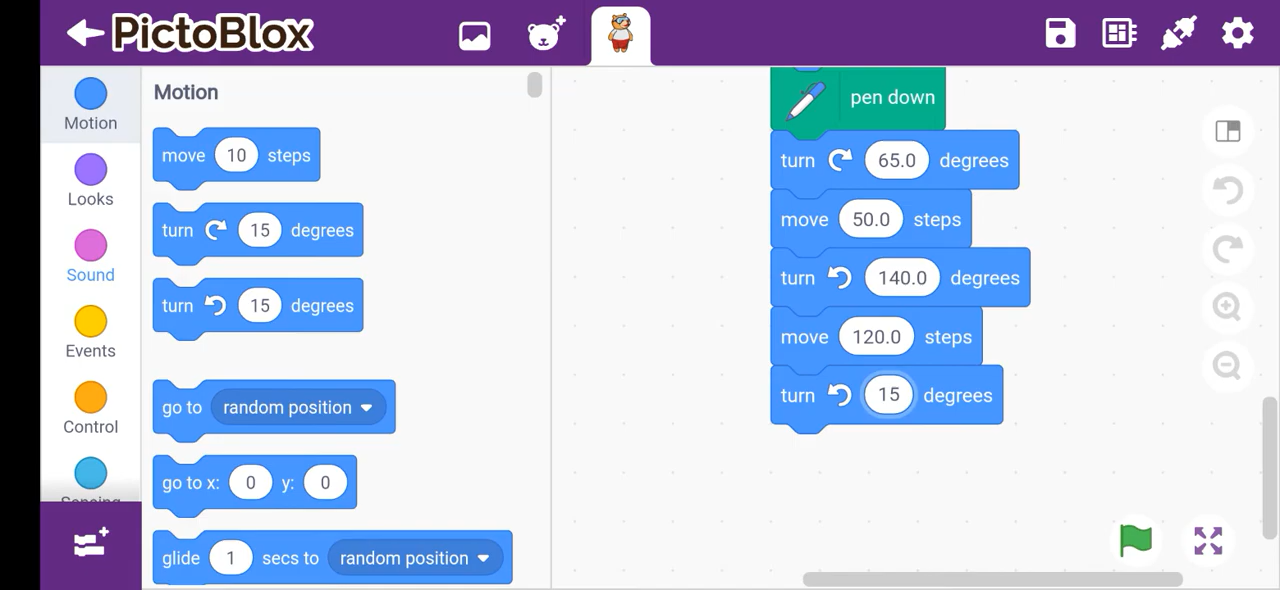 PictoBlox
Motion
Looks
Sound
Events
Control
Sensing
Motion
move 10 steps
turn 15 degrees
turn 15 degrees
go to random position
go to x: 0 y: 0
glide 1 secs to random position
pen down
turn 65.0 degrees
move 50.0 steps
turn 140.0 degrees
move 120.0 steps
turn 15 degrees